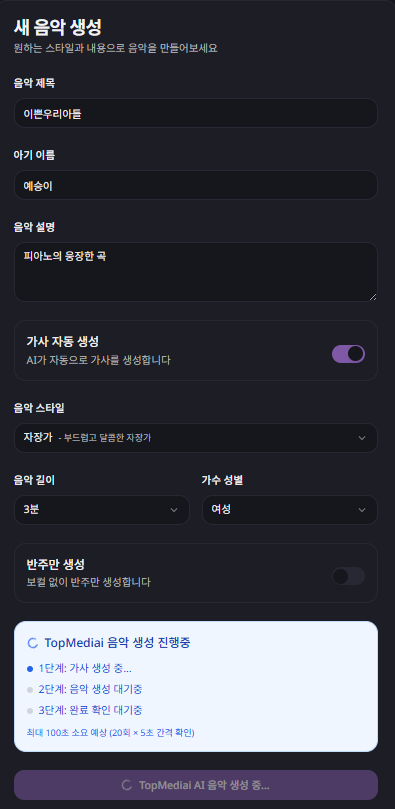 새 음악 생성
원하는 스타일과 내용으로 음악을 만들어보세요
음악 제목
이쁜우리아들
아기 이름
예승이
음악 설명
피아노의 웅장한 곡
가사 자동 생성
AI가 자동으로 가사를 생성합니다
음악 스타일
자장가 - 부드럽고 달콤한 자장가
음악 길이 가수 성별
3분 여성
반주만 생성
보컬 없이 반주만 생성합니다
TopMediai 음악 생성 진행중
1단계: 가사 생성 중...
2단계: 음악 생성 대기중
3단계: 완료 확인 대기중
최대 100초 소요 예상 (20회 × 5초 간격 확인)
TopMediai AI 음악 생성 중...